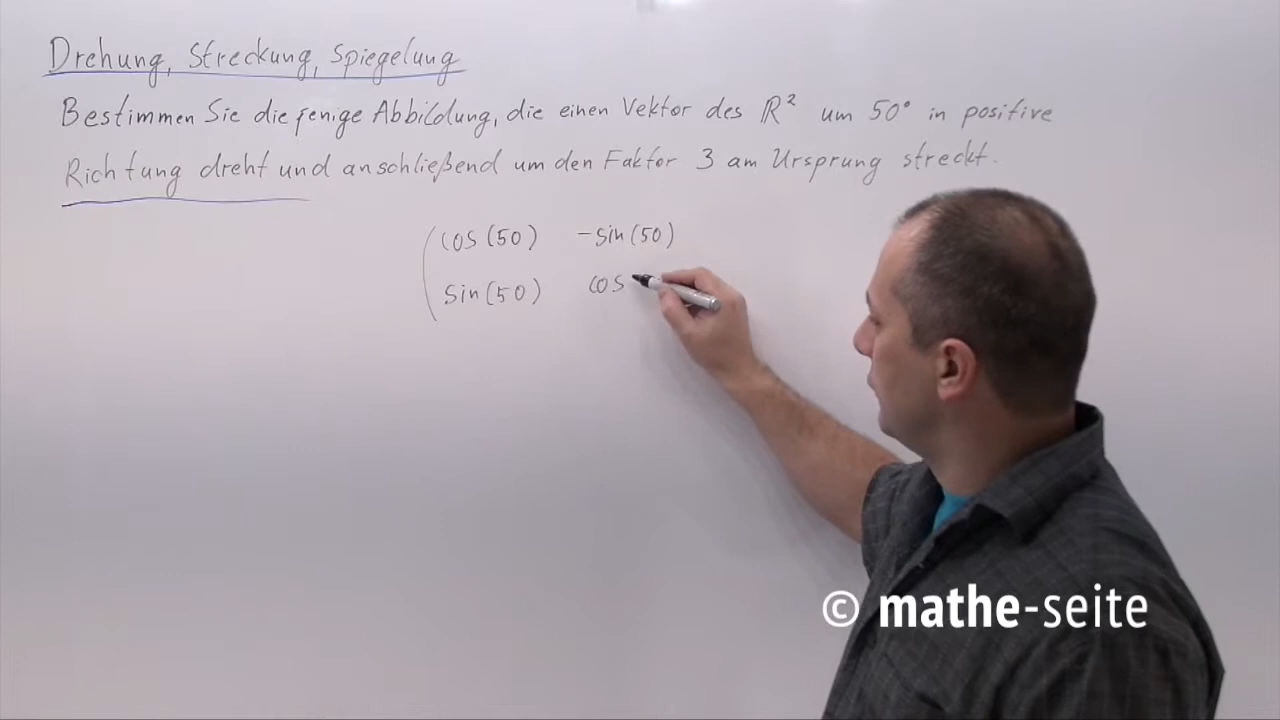 Drehung, Streckung, Spiegelung
Bestimmen Sie diejenige Abbildung, die einen Vektor des ℝ² um 50° in positive
Richtung dreht und anschließend um den Faktor 3 am Ursprung streckt.
cos(50) -sin(50)
sin(50) cos
© mathe-seite